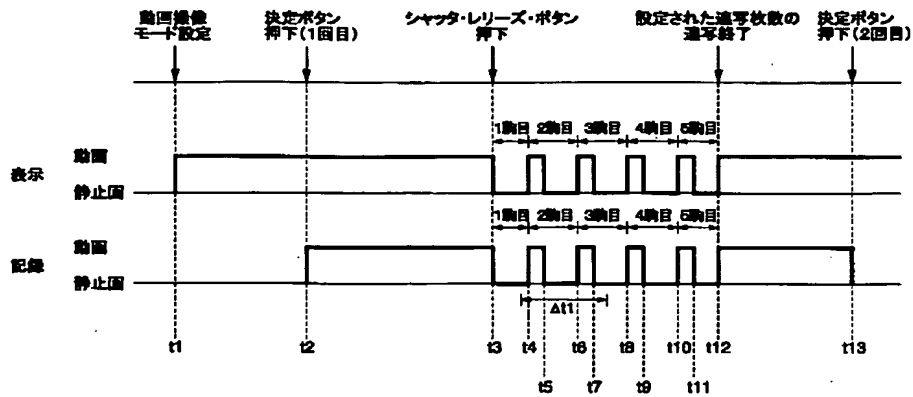 動画撮像
モード設定
決定ボタン
押下(1回目)
シャッタ・レリーズ・ボタン
押下
設定された連写枚数の
連写終了
決定ボタン
押下(2回目)
1駒目 2駒目 3駒目 4駒目 5駒目
表示
動画
静止画
1駒目 2駒目 3駒目 4駒目 5駒目
記録
動画
静止画
Δt1
t1 t2 t3 t4 t6 t8 t10 t12 t13
t5 t7 t9 t11